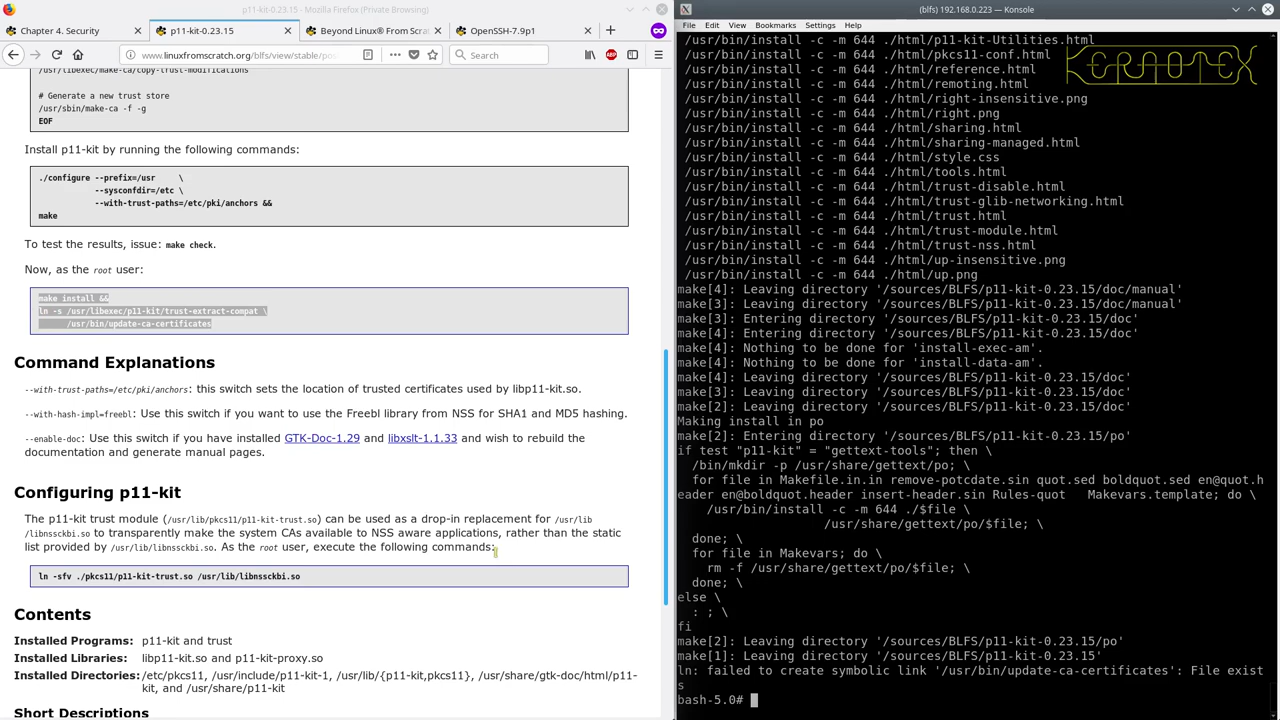 p11-kit-0.23.15 - Mozilla Firefox (Private Browsing)
Chapter 4. Security
p11-kit-0.23.15
Beyond Linux® From Scra
OpenSSH-7.9p1
www.linuxfromscratch.org/blfs/view/stable/pos
Search
/usr/libexec/make-ca/copy-trust-modifications
# Generate a new trust store
/usr/sbin/make-ca -f -g
EOF
Install p11-kit by running the following commands:
./configure --prefix=/usr \
--sysconfdir=/etc \
--with-trust-paths=/etc/pki/anchors &&
make
To test the results, issue: make check.
Now, as the root user:
make install &&
ln -s /usr/libexec/p11-kit/trust-extract-compat \
/usr/bin/update-ca-certificates
Command Explanations
--with-trust-paths=/etc/pki/anchors: this switch sets the location of trusted certificates used by libp11-kit.so.
--with-hash-impl=freebl: Use this switch if you want to use the Freebl library from NSS for SHA1 and MD5 hashing.
--enable-doc: Use this switch if you have installed GTK-Doc-1.29 and libxslt-1.1.33 and wish to rebuild the
documentation and generate manual pages.
Configuring p11-kit
The p11-kit trust module (/usr/lib/pkcs11/p11-kit-trust.so) can be used as a drop-in replacement for /usr/lib
/libnssckbi.so to transparently make the system CAs available to NSS aware applications, rather than the static
list provided by /usr/lib/libnssckbi.so. As the root user, execute the following commands:
ln -sfv ./pkcs11/p11-kit-trust.so /usr/lib/libnssckbi.so
Contents
Installed Programs: p11-kit and trust
Installed Libraries: libp11-kit.so and p11-kit-proxy.so
Installed Directories: /etc/pkcs11, /usr/include/p11-kit-1, /usr/lib/{p11-kit,pkcs11}, /usr/share/gtk-doc/html/p11-
kit, and /usr/share/p11-kit
Short Descriptions
(blfs) 192.168.0.223 — Konsole
File Edit View Bookmarks Settings Help
KERNOTEX
/usr/bin/install -c -m 644 ./html/p11-kit-Utilities.html
/usr/bin/install -c -m 644 ./html/pkcs11-conf.html
/usr/bin/install -c -m 644 ./html/reference.html
/usr/bin/install -c -m 644 ./html/remoting.html
/usr/bin/install -c -m 644 ./html/right-insensitive.png
/usr/bin/install -c -m 644 ./html/right.png
/usr/bin/install -c -m 644 ./html/sharing.html
/usr/bin/install -c -m 644 ./html/sharing-managed.html
/usr/bin/install -c -m 644 ./html/style.css
/usr/bin/install -c -m 644 ./html/tools.html
/usr/bin/install -c -m 644 ./html/trust-disable.html
/usr/bin/install -c -m 644 ./html/trust-glib-networking.html
/usr/bin/install -c -m 644 ./html/trust.html
/usr/bin/install -c -m 644 ./html/trust-module.html
/usr/bin/install -c -m 644 ./html/trust-nss.html
/usr/bin/install -c -m 644 ./html/up-insensitive.png
/usr/bin/install -c -m 644 ./html/up.png
make[4]: Leaving directory '/sources/BLFS/p11-kit-0.23.15/doc/manual'
make[3]: Leaving directory '/sources/BLFS/p11-kit-0.23.15/doc/manual'
make[3]: Entering directory '/sources/BLFS/p11-kit-0.23.15/doc'
make[4]: Entering directory '/sources/BLFS/p11-kit-0.23.15/doc'
make[4]: Nothing to be done for 'install-exec-am'.
make[4]: Nothing to be done for 'install-data-am'.
make[4]: Leaving directory '/sources/BLFS/p11-kit-0.23.15/doc'
make[3]: Leaving directory '/sources/BLFS/p11-kit-0.23.15/doc'
make[2]: Leaving directory '/sources/BLFS/p11-kit-0.23.15/doc'
Making install in po
make[2]: Entering directory '/sources/BLFS/p11-kit-0.23.15/po'
if test "p11-kit" = "gettext-tools"; then \
/bin/mkdir -p /usr/share/gettext/po; \
for file in Makefile.in.in remove-potcdate.sin quot.sed boldquot.sed en@quot.h
eader en@boldquot.header insert-header.sin Rules-quot Makevars.template; do \
/usr/bin/install -c -m 644 ./$file \
/usr/share/gettext/po/$file; \
done; \
for file in Makevars; do \
rm -f /usr/share/gettext/po/$file; \
done; \
else \
: ; \
fi
make[2]: Leaving directory '/sources/BLFS/p11-kit-0.23.15/po'
make[1]: Leaving directory '/sources/BLFS/p11-kit-0.23.15'
ln: failed to create symbolic link '/usr/bin/update-ca-certificates': File exist
s
bash-5.0#